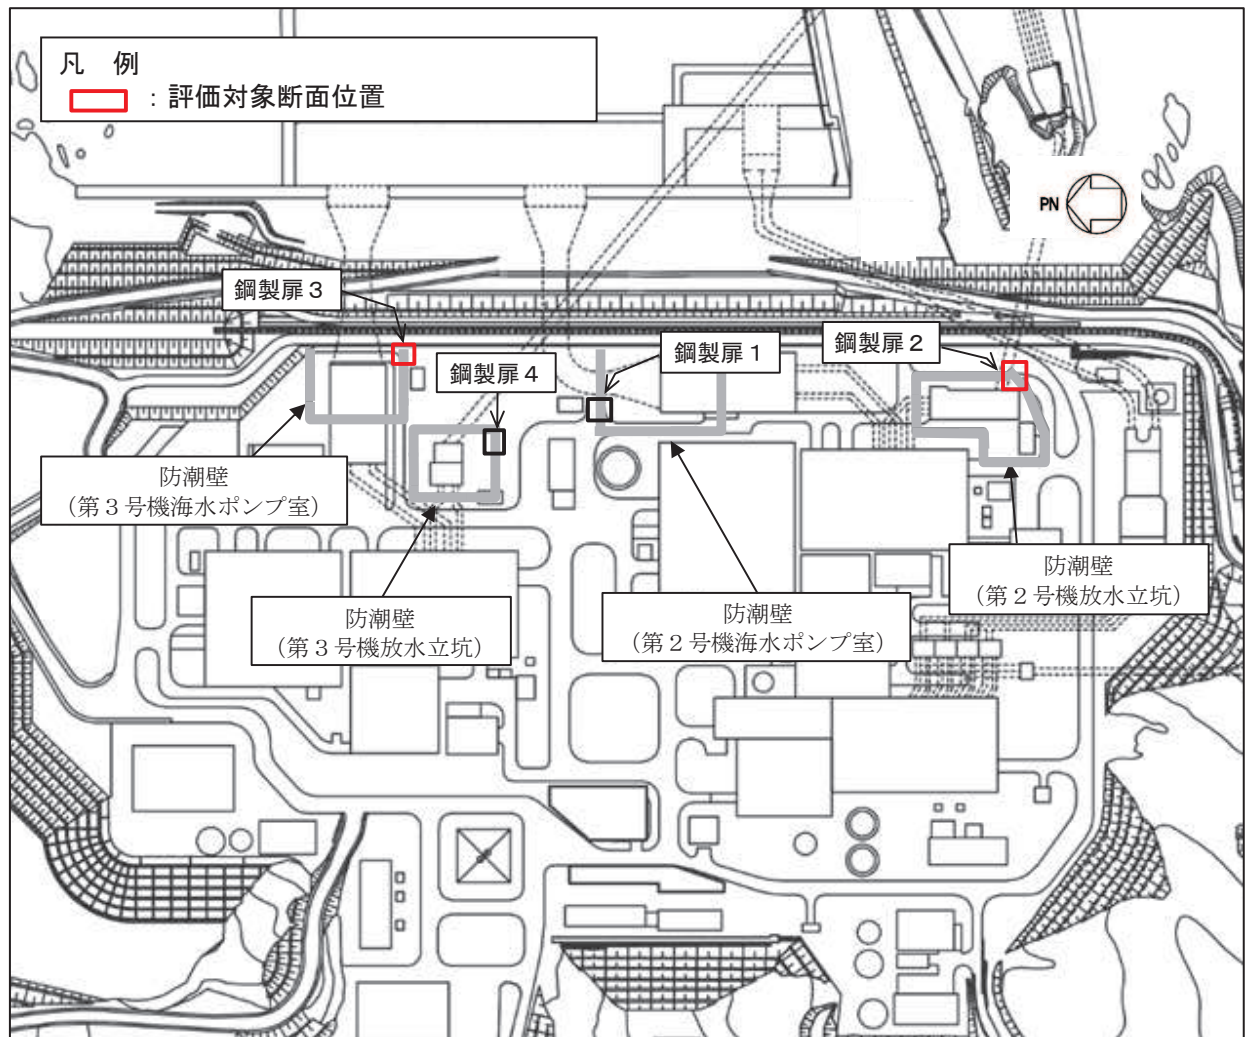 凡 例
：評価対象断面位置
PN
鋼製扉３
鋼製扉１
鋼製扉２
鋼製扉４
防潮壁
（第３号機海水ポンプ室）
防潮壁
（第２号機放水立坑）
防潮壁
（第３号機放水立坑）
防潮壁
（第２号機海水ポンプ室）